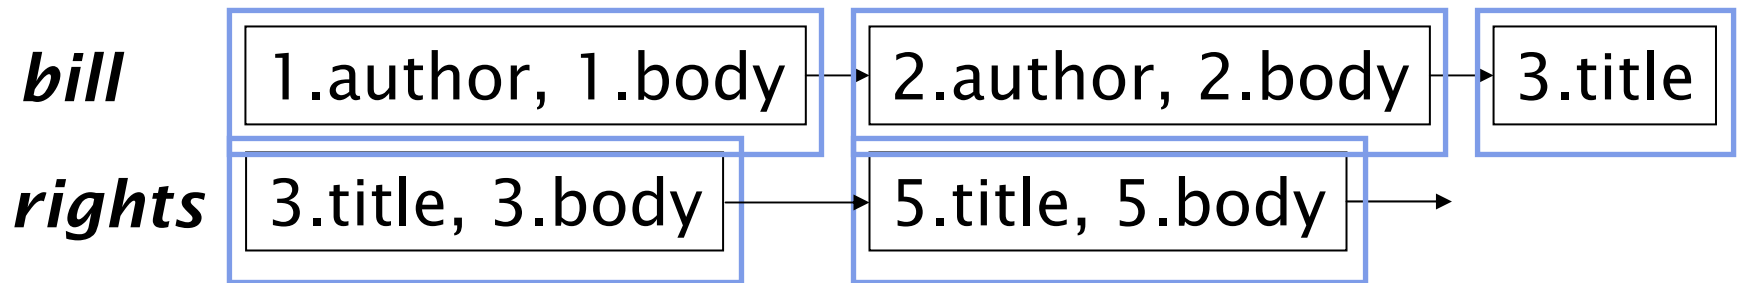 bill 1.author, 1.body 2.author, 2.body 3.title
rights 3.title, 3.body 5.title, 5.body